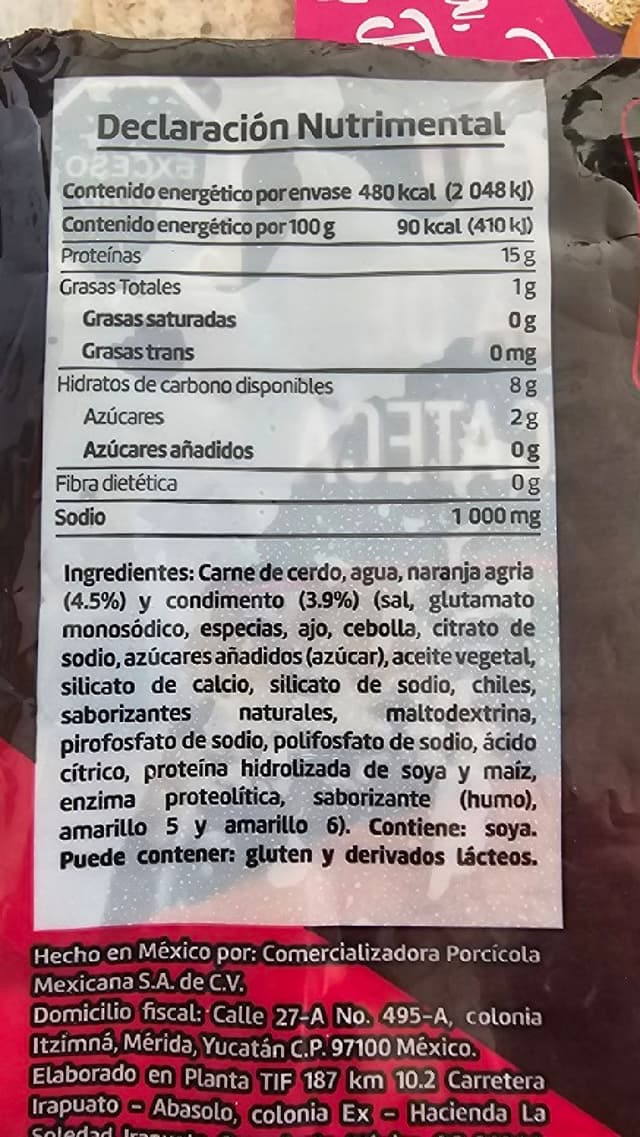 Declaración Nutrimental
EXCESO
Contenido energético por envase 480 kcal (2 048 kJ)
Contenido energético por 100 g 90 kcal (410 kJ)
Proteínas 15 g
Grasas Totales 1 g
Grasas saturadas 0 g
Grasas trans 0 mg
Hidratos de carbono disponibles 8 g
Azúcares 2 g
Azúcares añadidos 0 g
Fibra dietética 0 g
Sodio 1 000 mg
Ingredientes: Carne de cerdo, agua, naranja agria
(4.5%) y condimento (3.9%) (sal, glutamato
monosódico, especias, ajo, cebolla, citrato de
sodio, azúcares añadidos (azúcar), aceite vegetal,
silicato de calcio, silicato de sodio, chiles,
saborizantes naturales, maltodextrina,
pirofosfato de sodio, polifosfato de sodio, ácido
cítrico, proteína hidrolizada de soya y maíz,
enzima proteolítica, saborizante (humo),
amarillo 5 y amarillo 6). Contiene: soya.
Puede contener: gluten y derivados lácteos.
Hecho en México por: Comercializadora Porcícola
Mexicana S.A. de C.V.
Domicilio fiscal: Calle 27-A No. 495-A, colonia
Itzimná, Mérida, Yucatán C.P. 97100 México.
Elaborado en Planta TIF 187 km 10.2 Carretera
Irapuato - Abasolo, colonia Ex - Hacienda La
Soledad